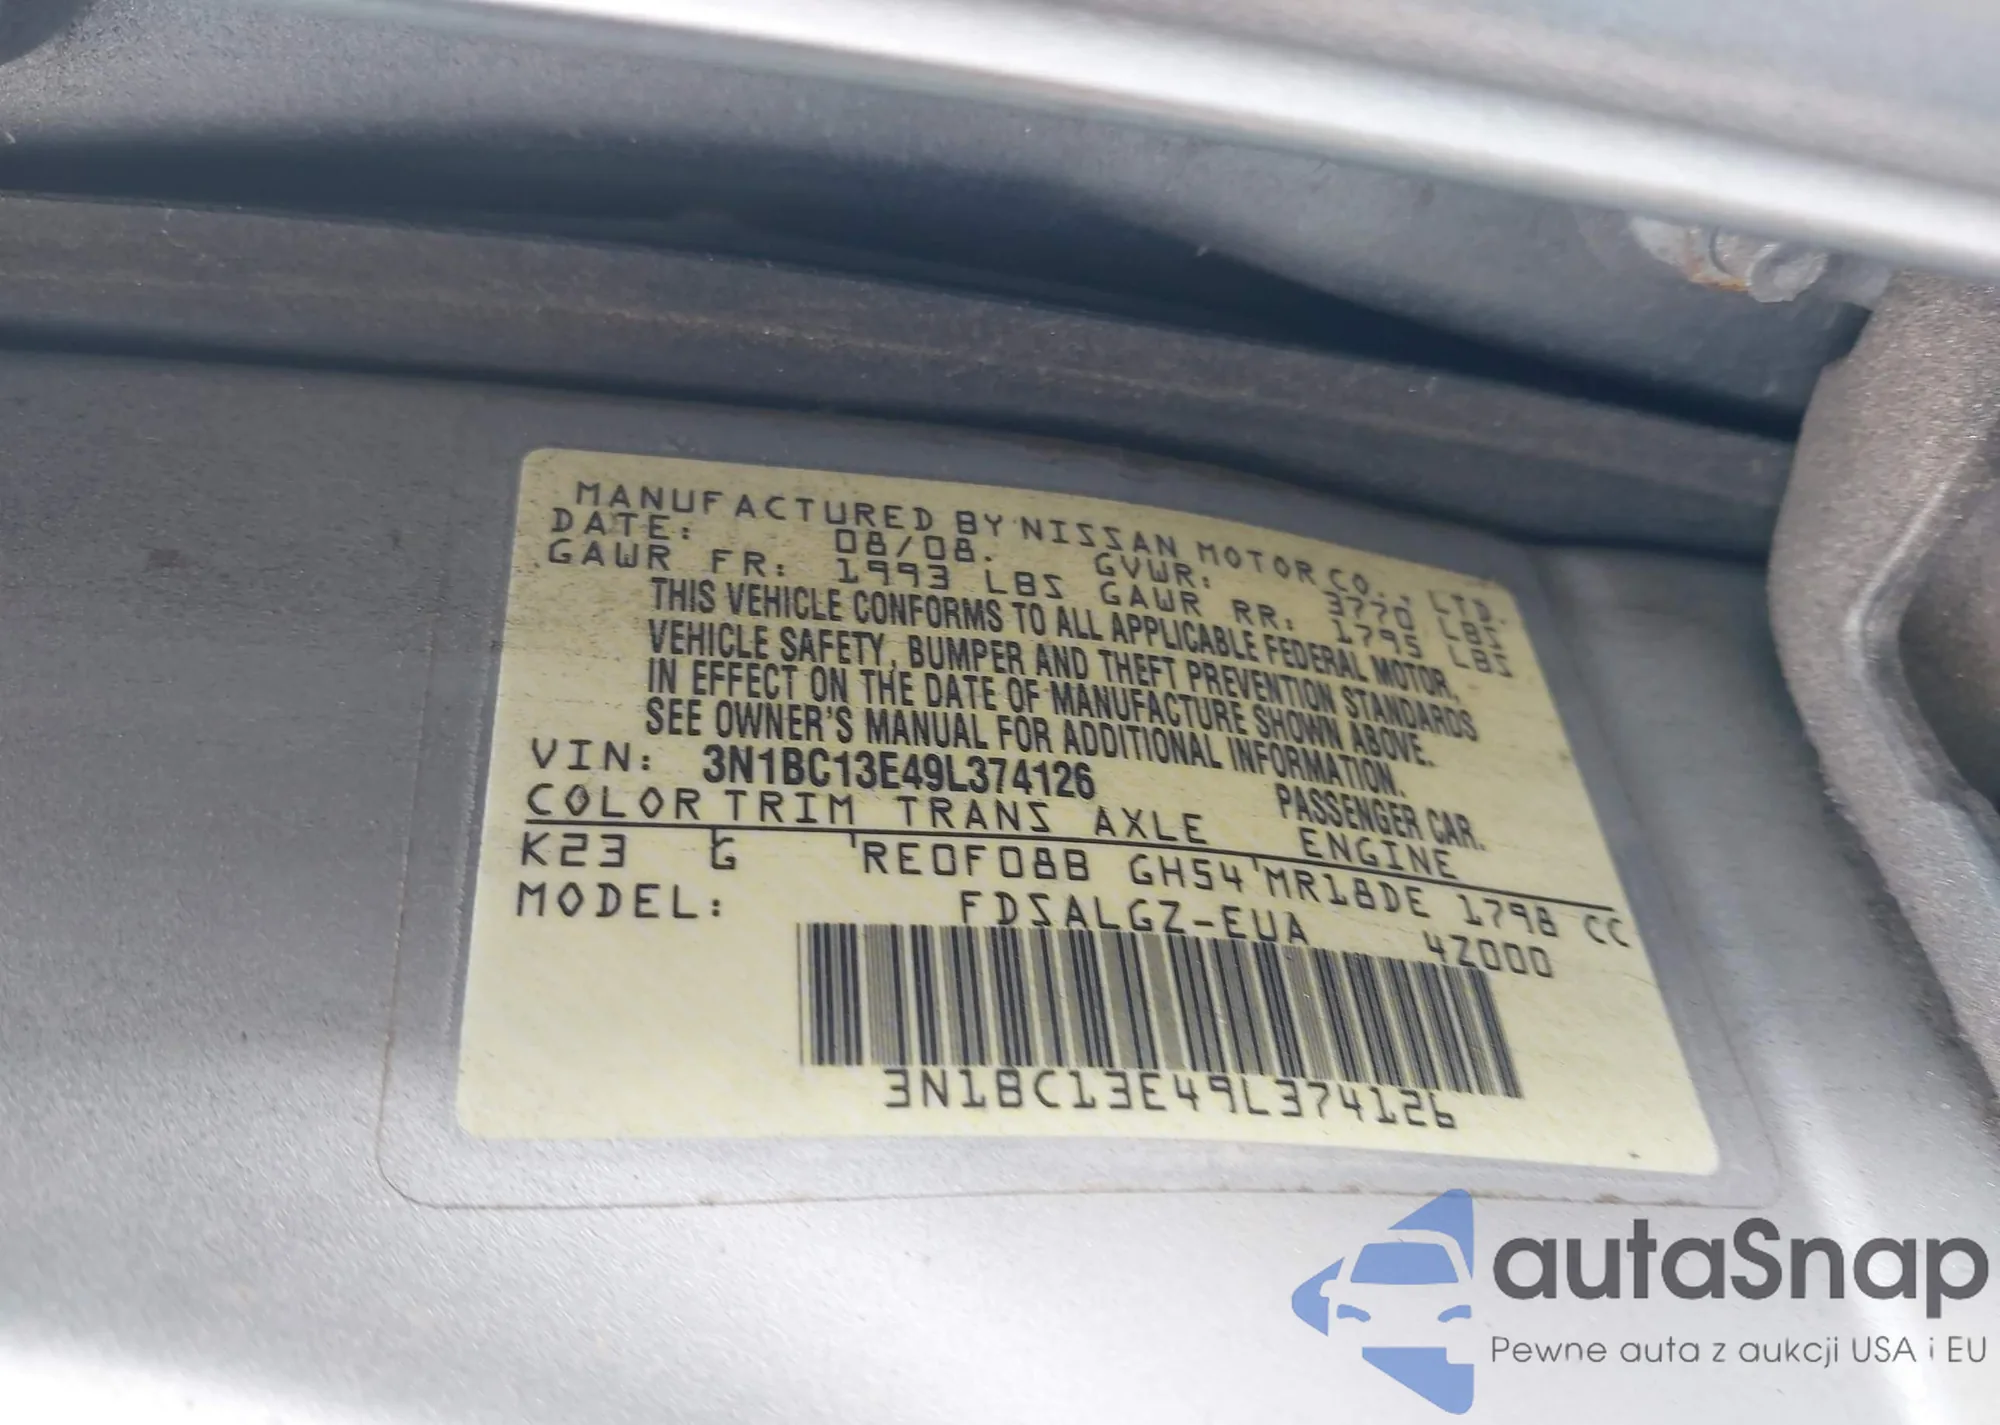 MANUFACTURED BY NISSAN MOTOR CO., LTD.
DATE: 08/08. GVWR: 3770 LBS
GAWR FR: 1993 LBS GAWR RR: 1795 LBS
THIS VEHICLE CONFORMS TO ALL APPLICABLE FEDERAL MOTOR
VEHICLE SAFETY, BUMPER AND THEFT PREVENTION STANDARDS
IN EFFECT ON THE DATE OF MANUFACTURE SHOWN ABOVE.
SEE OWNER'S MANUAL FOR ADDITIONAL INFORMATION.
VIN: 3N1BC13E49L374126 PASSENGER CAR.
COLOR TRIM TRANS AXLE ENGINE
K23 G RE0F08B GH54 MR18DE 1798 CC
MODEL: FDSALGZ-EUA 4Z000
3N1BC13E49L374126
autaSnap
Pewne auta z aukcji USA i EU